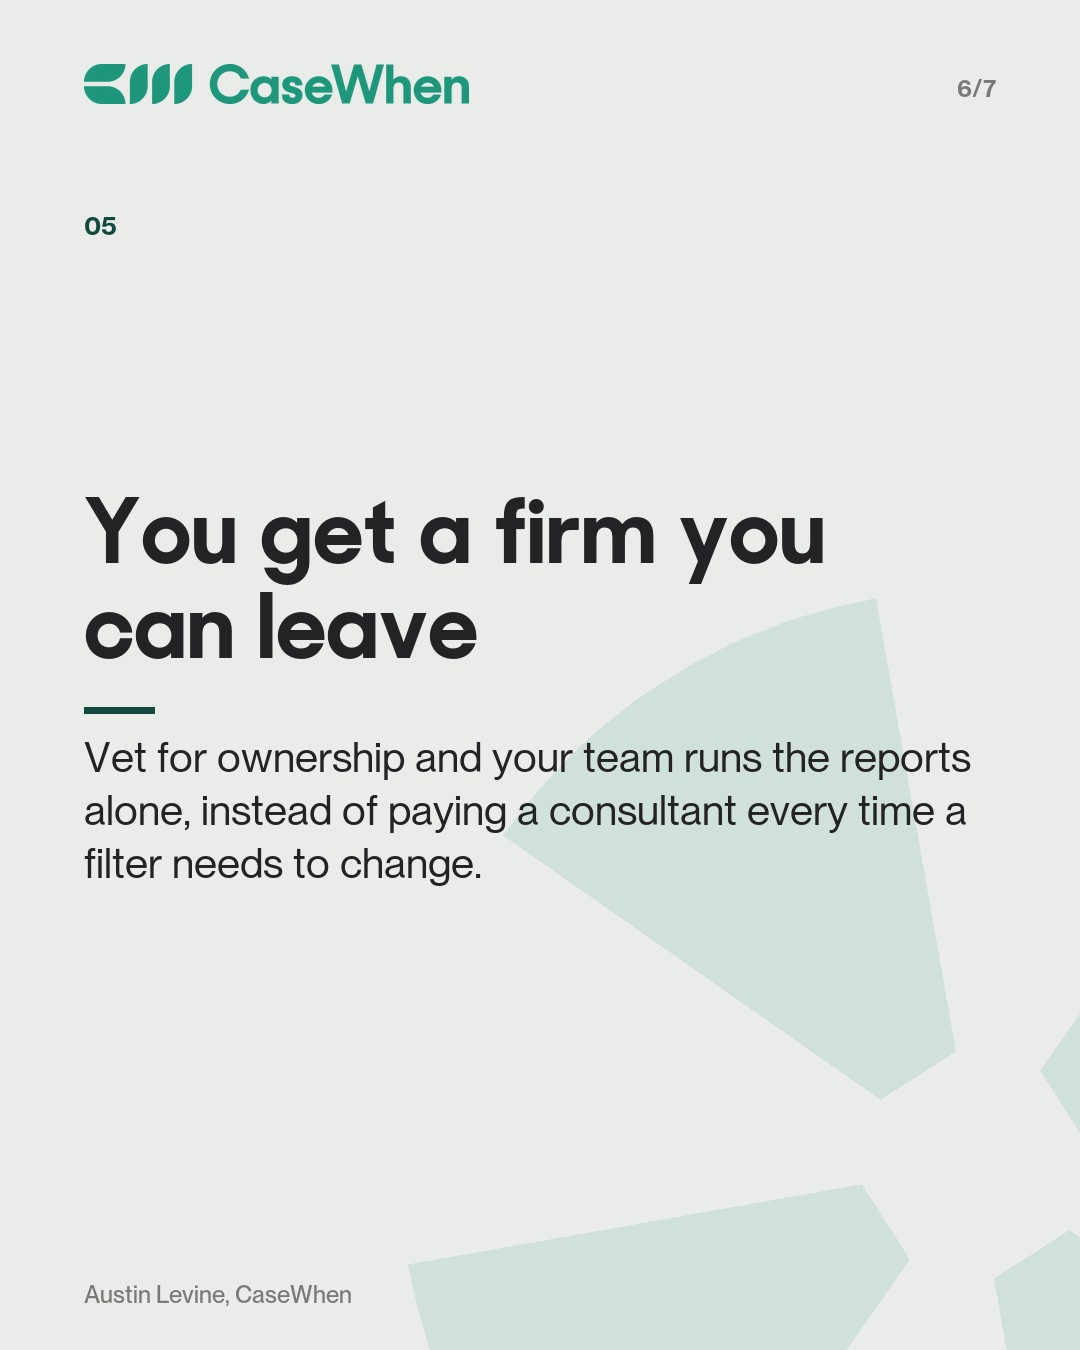 CaseWhen
6/7
05
You get a firm you
can leave
Vet for ownership and your team runs the reports
alone, instead of paying a consultant every time a
filter needs to change.
Austin Levine, CaseWhen